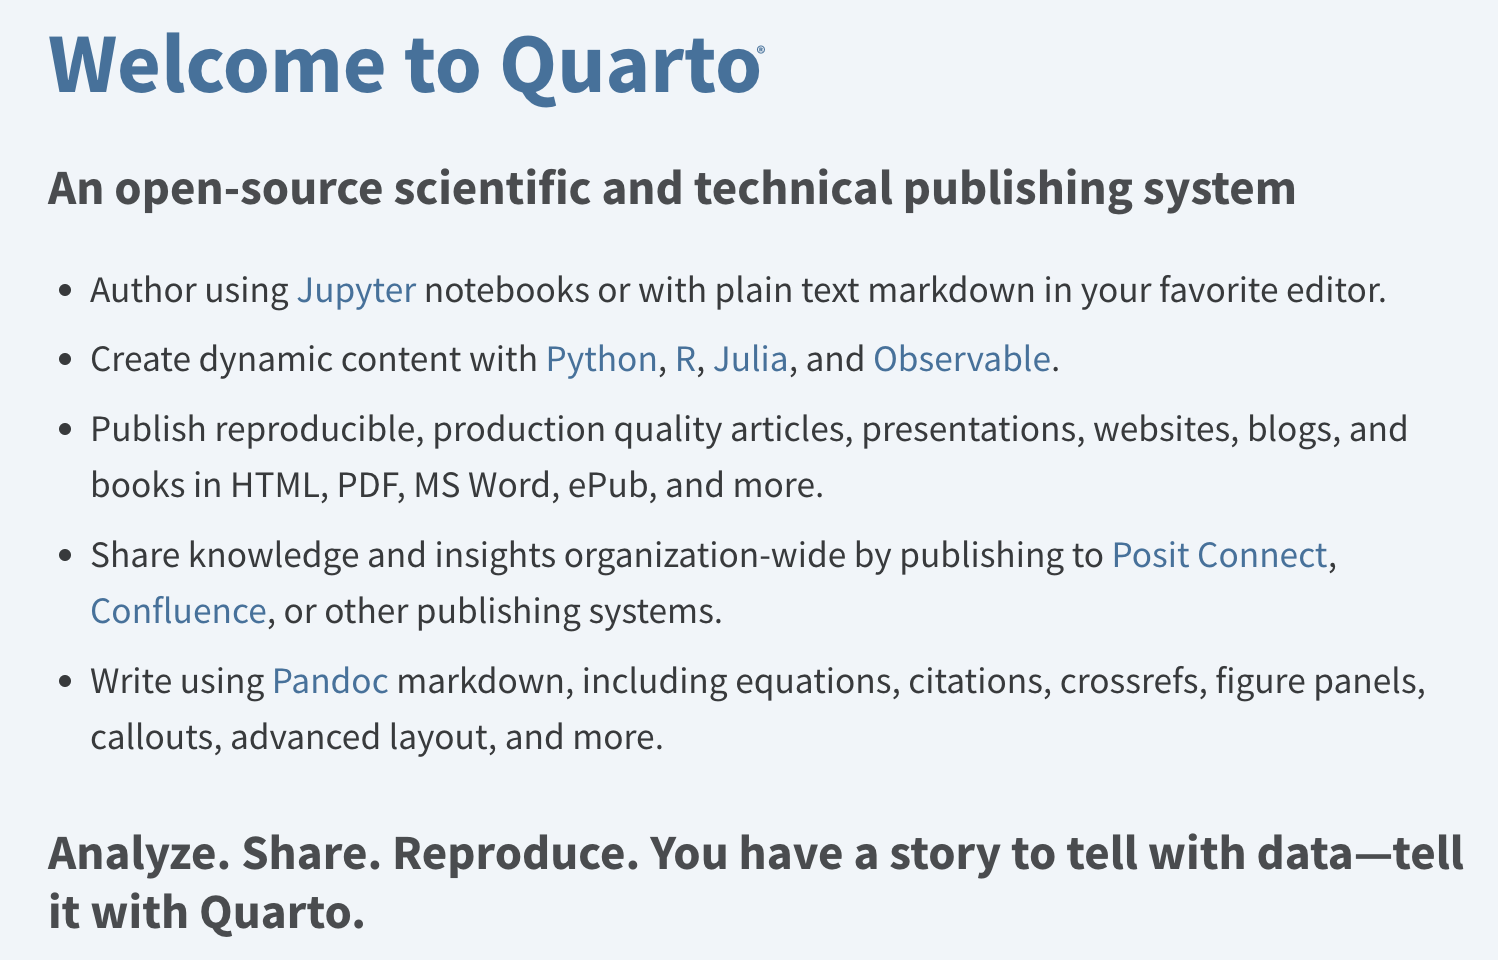 Welcome to Quarto®
An open-source scientific and technical publishing system
• Author using Jupyter notebooks or with plain text markdown in your favorite editor.
• Create dynamic content with Python, R, Julia, and Observable.
• Publish reproducible, production quality articles, presentations, websites, blogs, and
books in HTML, PDF, MS Word, ePub, and more.
• Share knowledge and insights organization-wide by publishing to Posit Connect,
Confluence, or other publishing systems.
• Write using Pandoc markdown, including equations, citations, crossrefs, figure panels,
callouts, advanced layout, and more.
Analyze. Share. Reproduce. You have a story to tell with data—tell
it with Quarto.